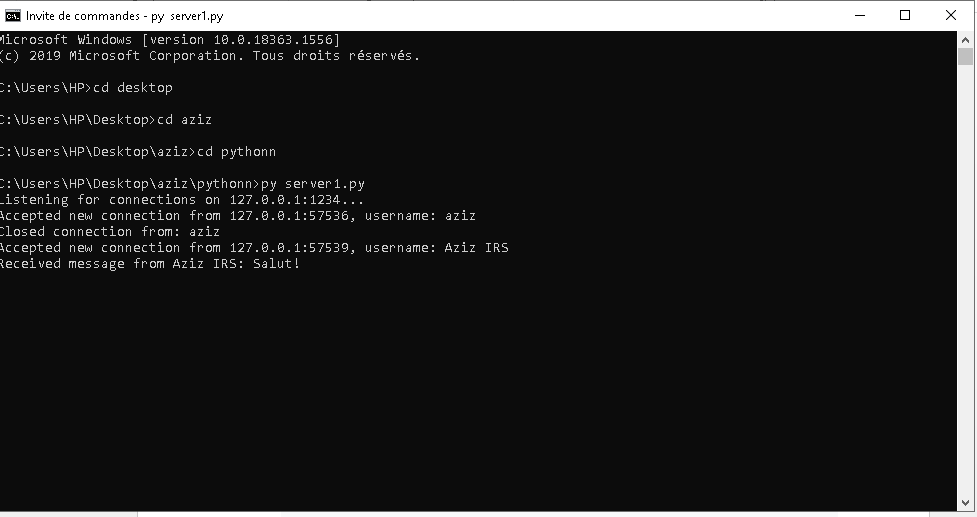 Invite de commandes - py  server1.py
Microsoft Windows [version 10.0.18363.1556]
(c) 2019 Microsoft Corporation. Tous droits réservés.
C:\Users\HP>cd desktop
C:\Users\HP\Desktop>cd aziz
C:\Users\HP\Desktop\aziz>cd pythonn
C:\Users\HP\Desktop\aziz\pythonn>py server1.py
Listening for connections on 127.0.0.1:1234...
Accepted new connection from 127.0.0.1:57536, username: aziz
Closed connection from: aziz
Accepted new connection from 127.0.0.1:57539, username: Aziz IRS
Received message from Aziz IRS: Salut!